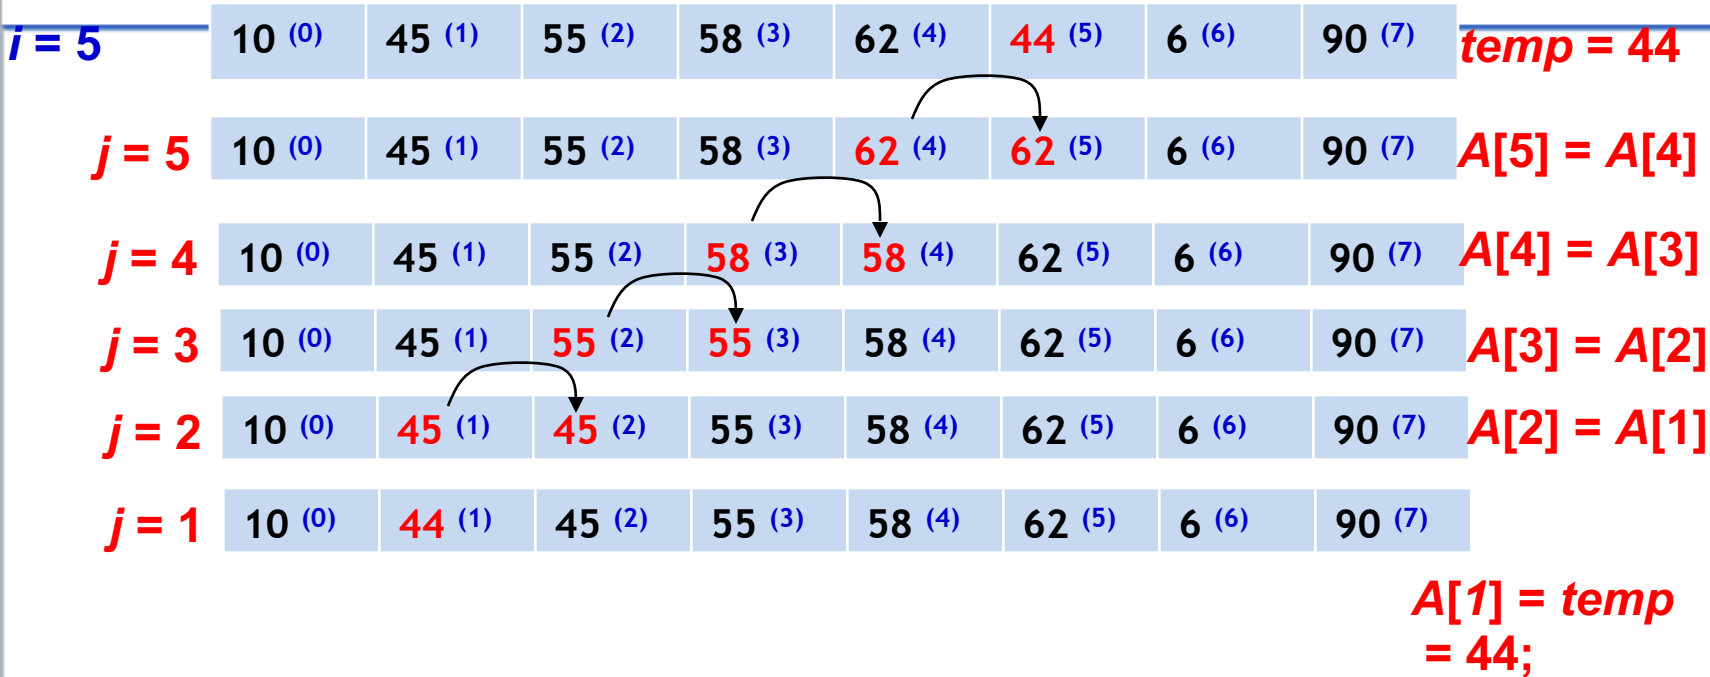 i = 5 10 (0) 45 (1) 55 (2) 58 (3) 62 (4) 44 (5) 6 (6) 90 (7) temp = 44
j = 5 10 (0) 45 (1) 55 (2) 58 (3) 62 (4) 62 (5) 6 (6) 90 (7) A[5] = A[4]
j = 4 10 (0) 45 (1) 55 (2) 58 (3) 58 (4) 62 (5) 6 (6) 90 (7) A[4] = A[3]
j = 3 10 (0) 45 (1) 55 (2) 55 (3) 58 (4) 62 (5) 6 (6) 90 (7) A[3] = A[2]
j = 2 10 (0) 45 (1) 45 (2) 55 (3) 58 (4) 62 (5) 6 (6) 90 (7) A[2] = A[1]
j = 1 10 (0) 44 (1) 45 (2) 55 (3) 58 (4) 62 (5) 6 (6) 90 (7)
A[1] = temp
= 44;